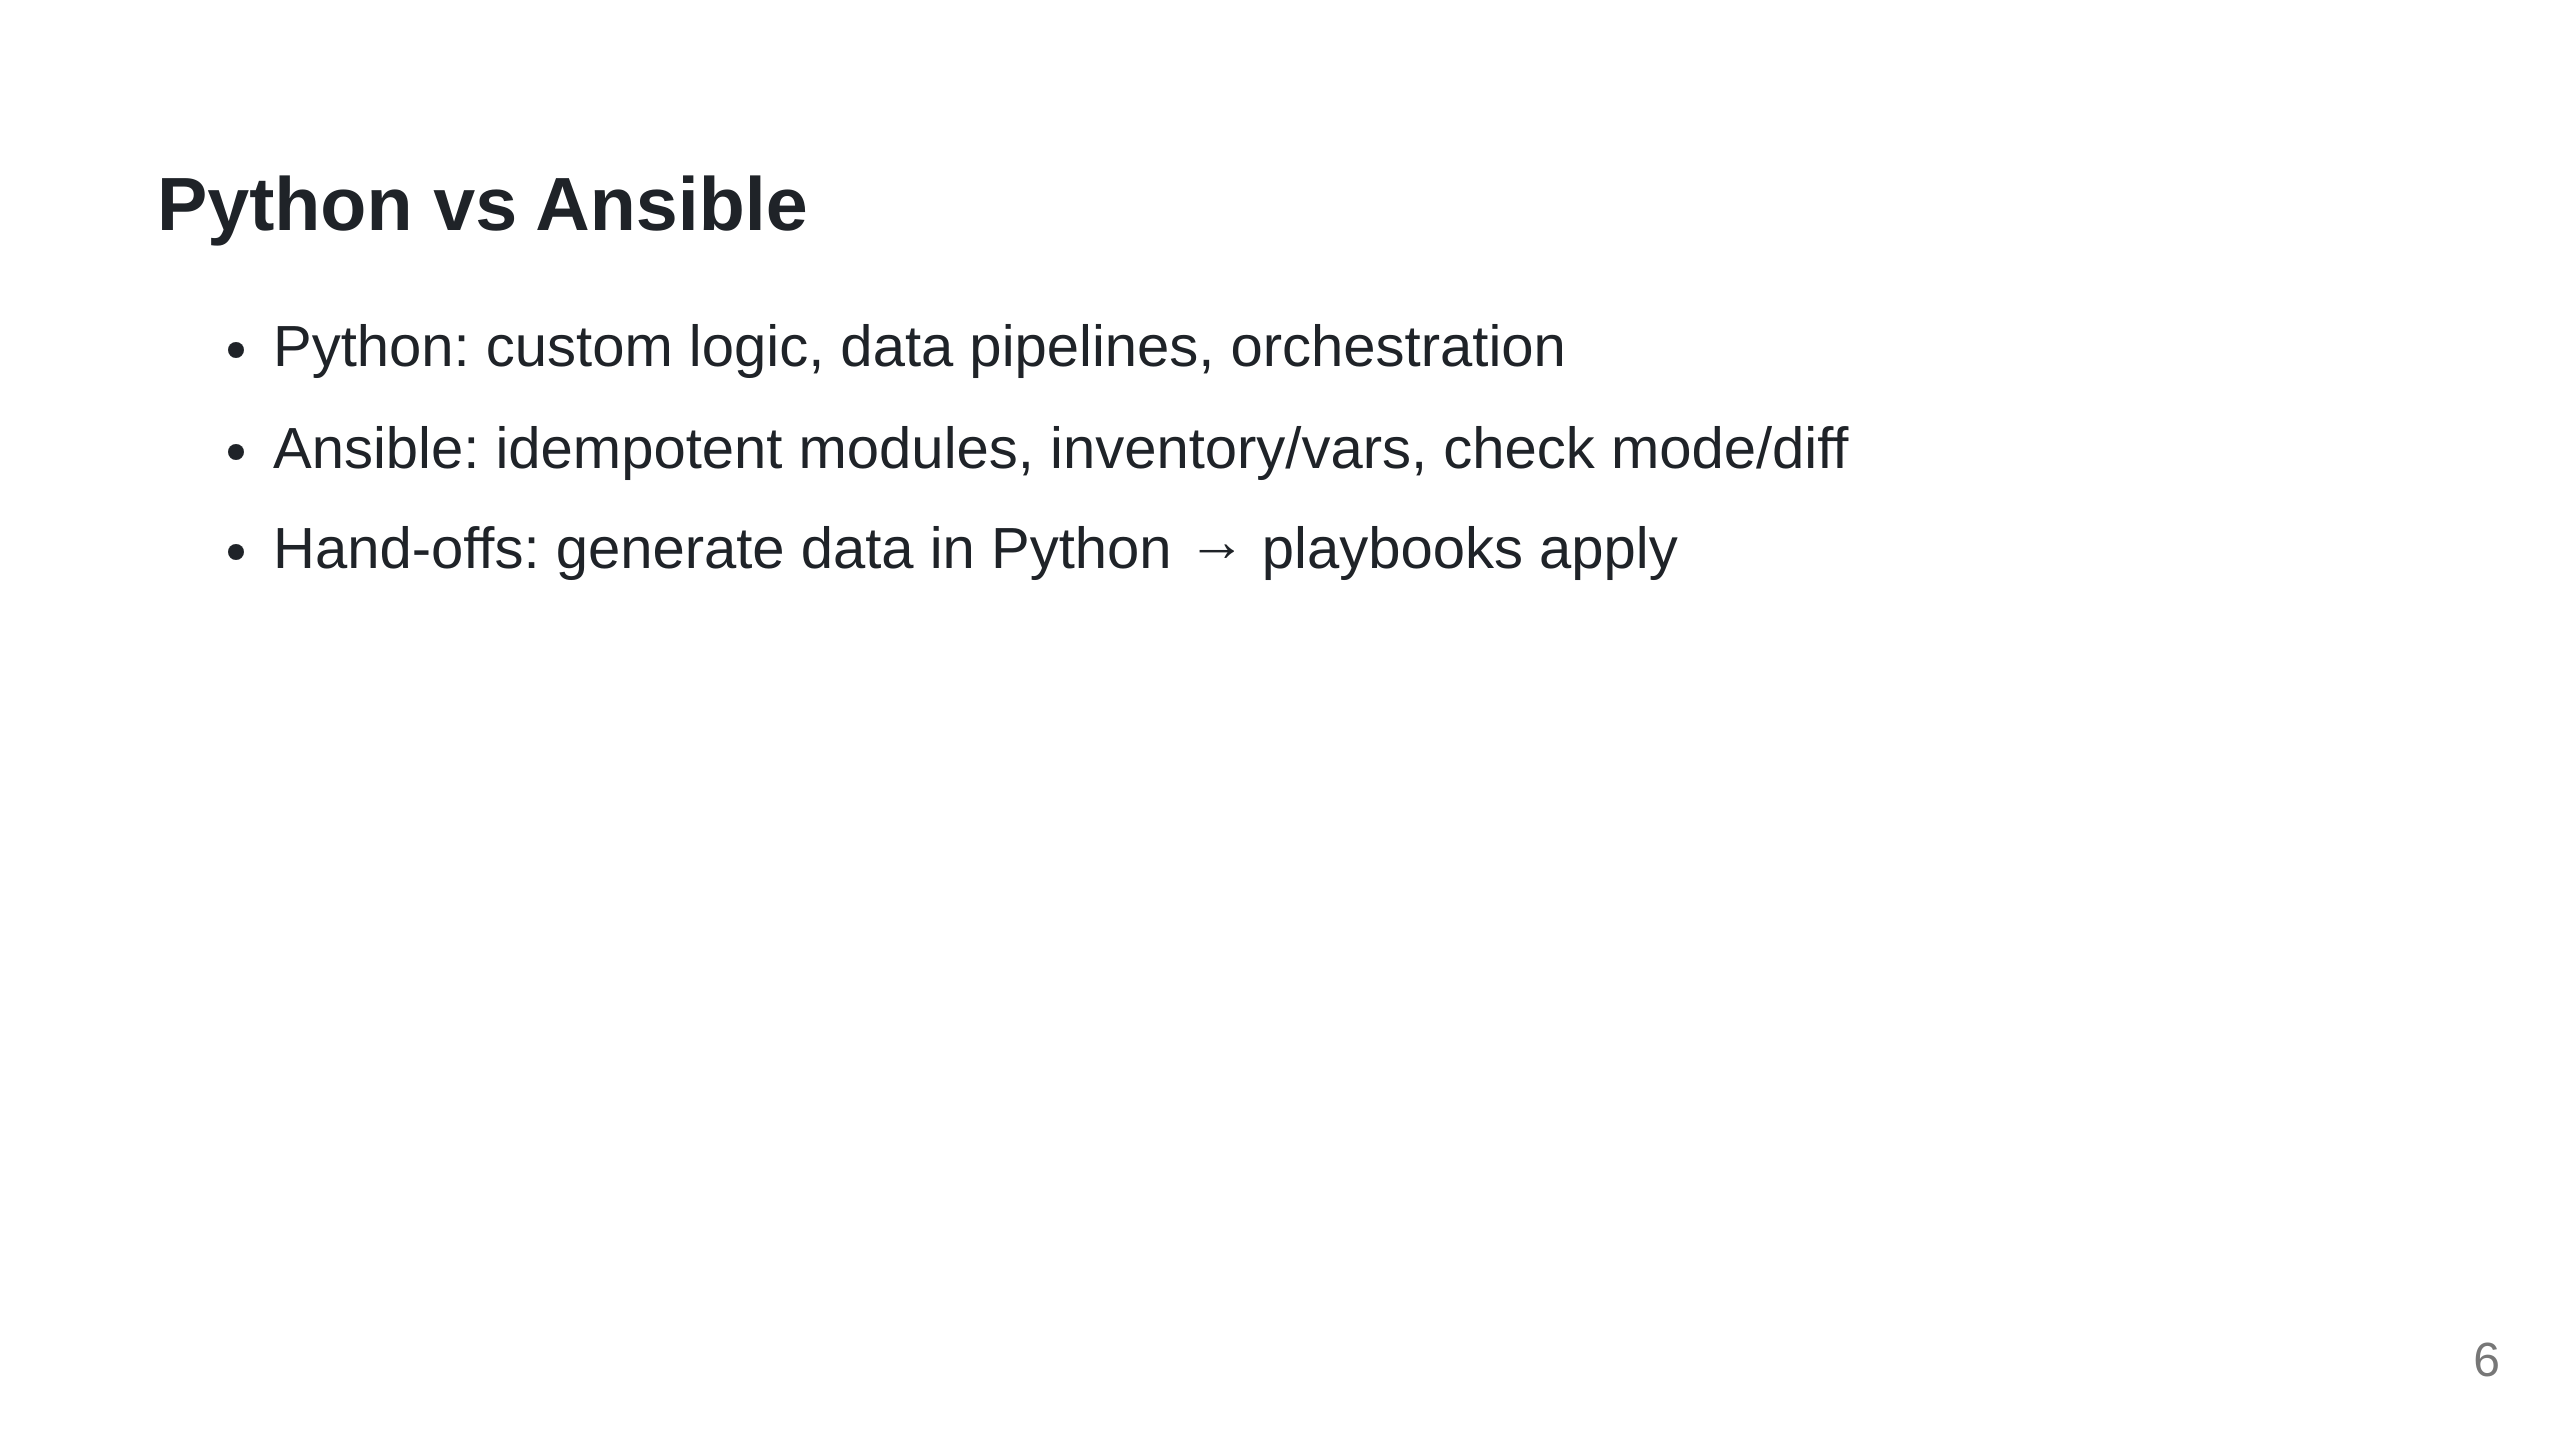 Python vs Ansible
• Python: custom logic, data pipelines, orchestration
• Ansible: idempotent modules, inventory/vars, check mode/diff
• Hand-offs: generate data in Python → playbooks apply
6